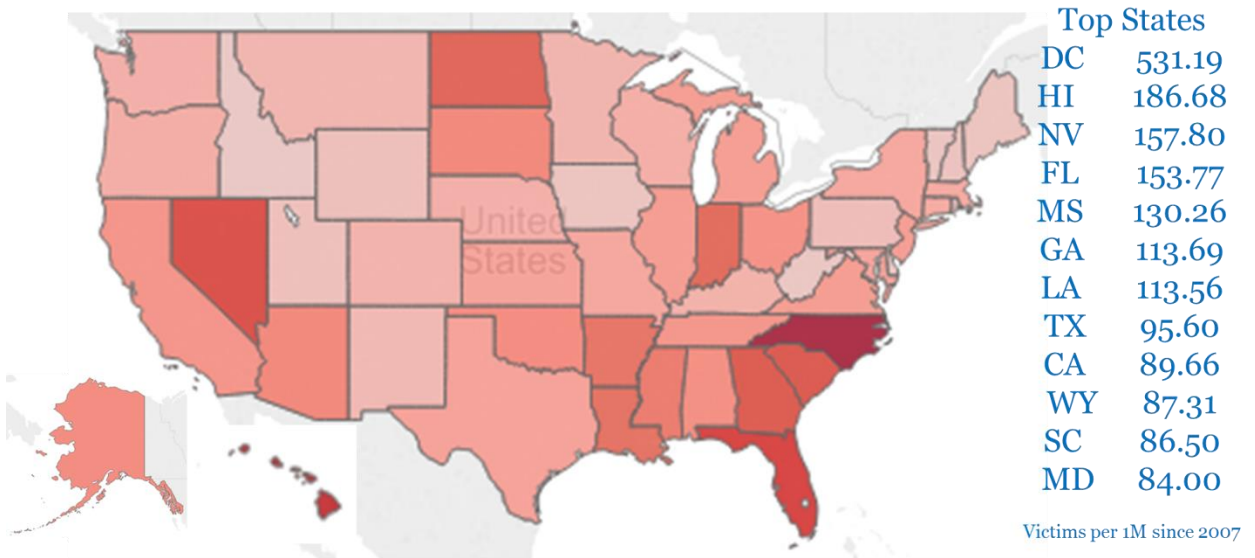 United
States
Top States
DC 531.19
HI 186.68
NV 157.80
FL 153.77
MS 130.26
GA 113.69
LA 113.56
TX 95.60
CA 89.66
WY 87.31
SC 86.50
MD 84.00
Victims per 1M since 2007